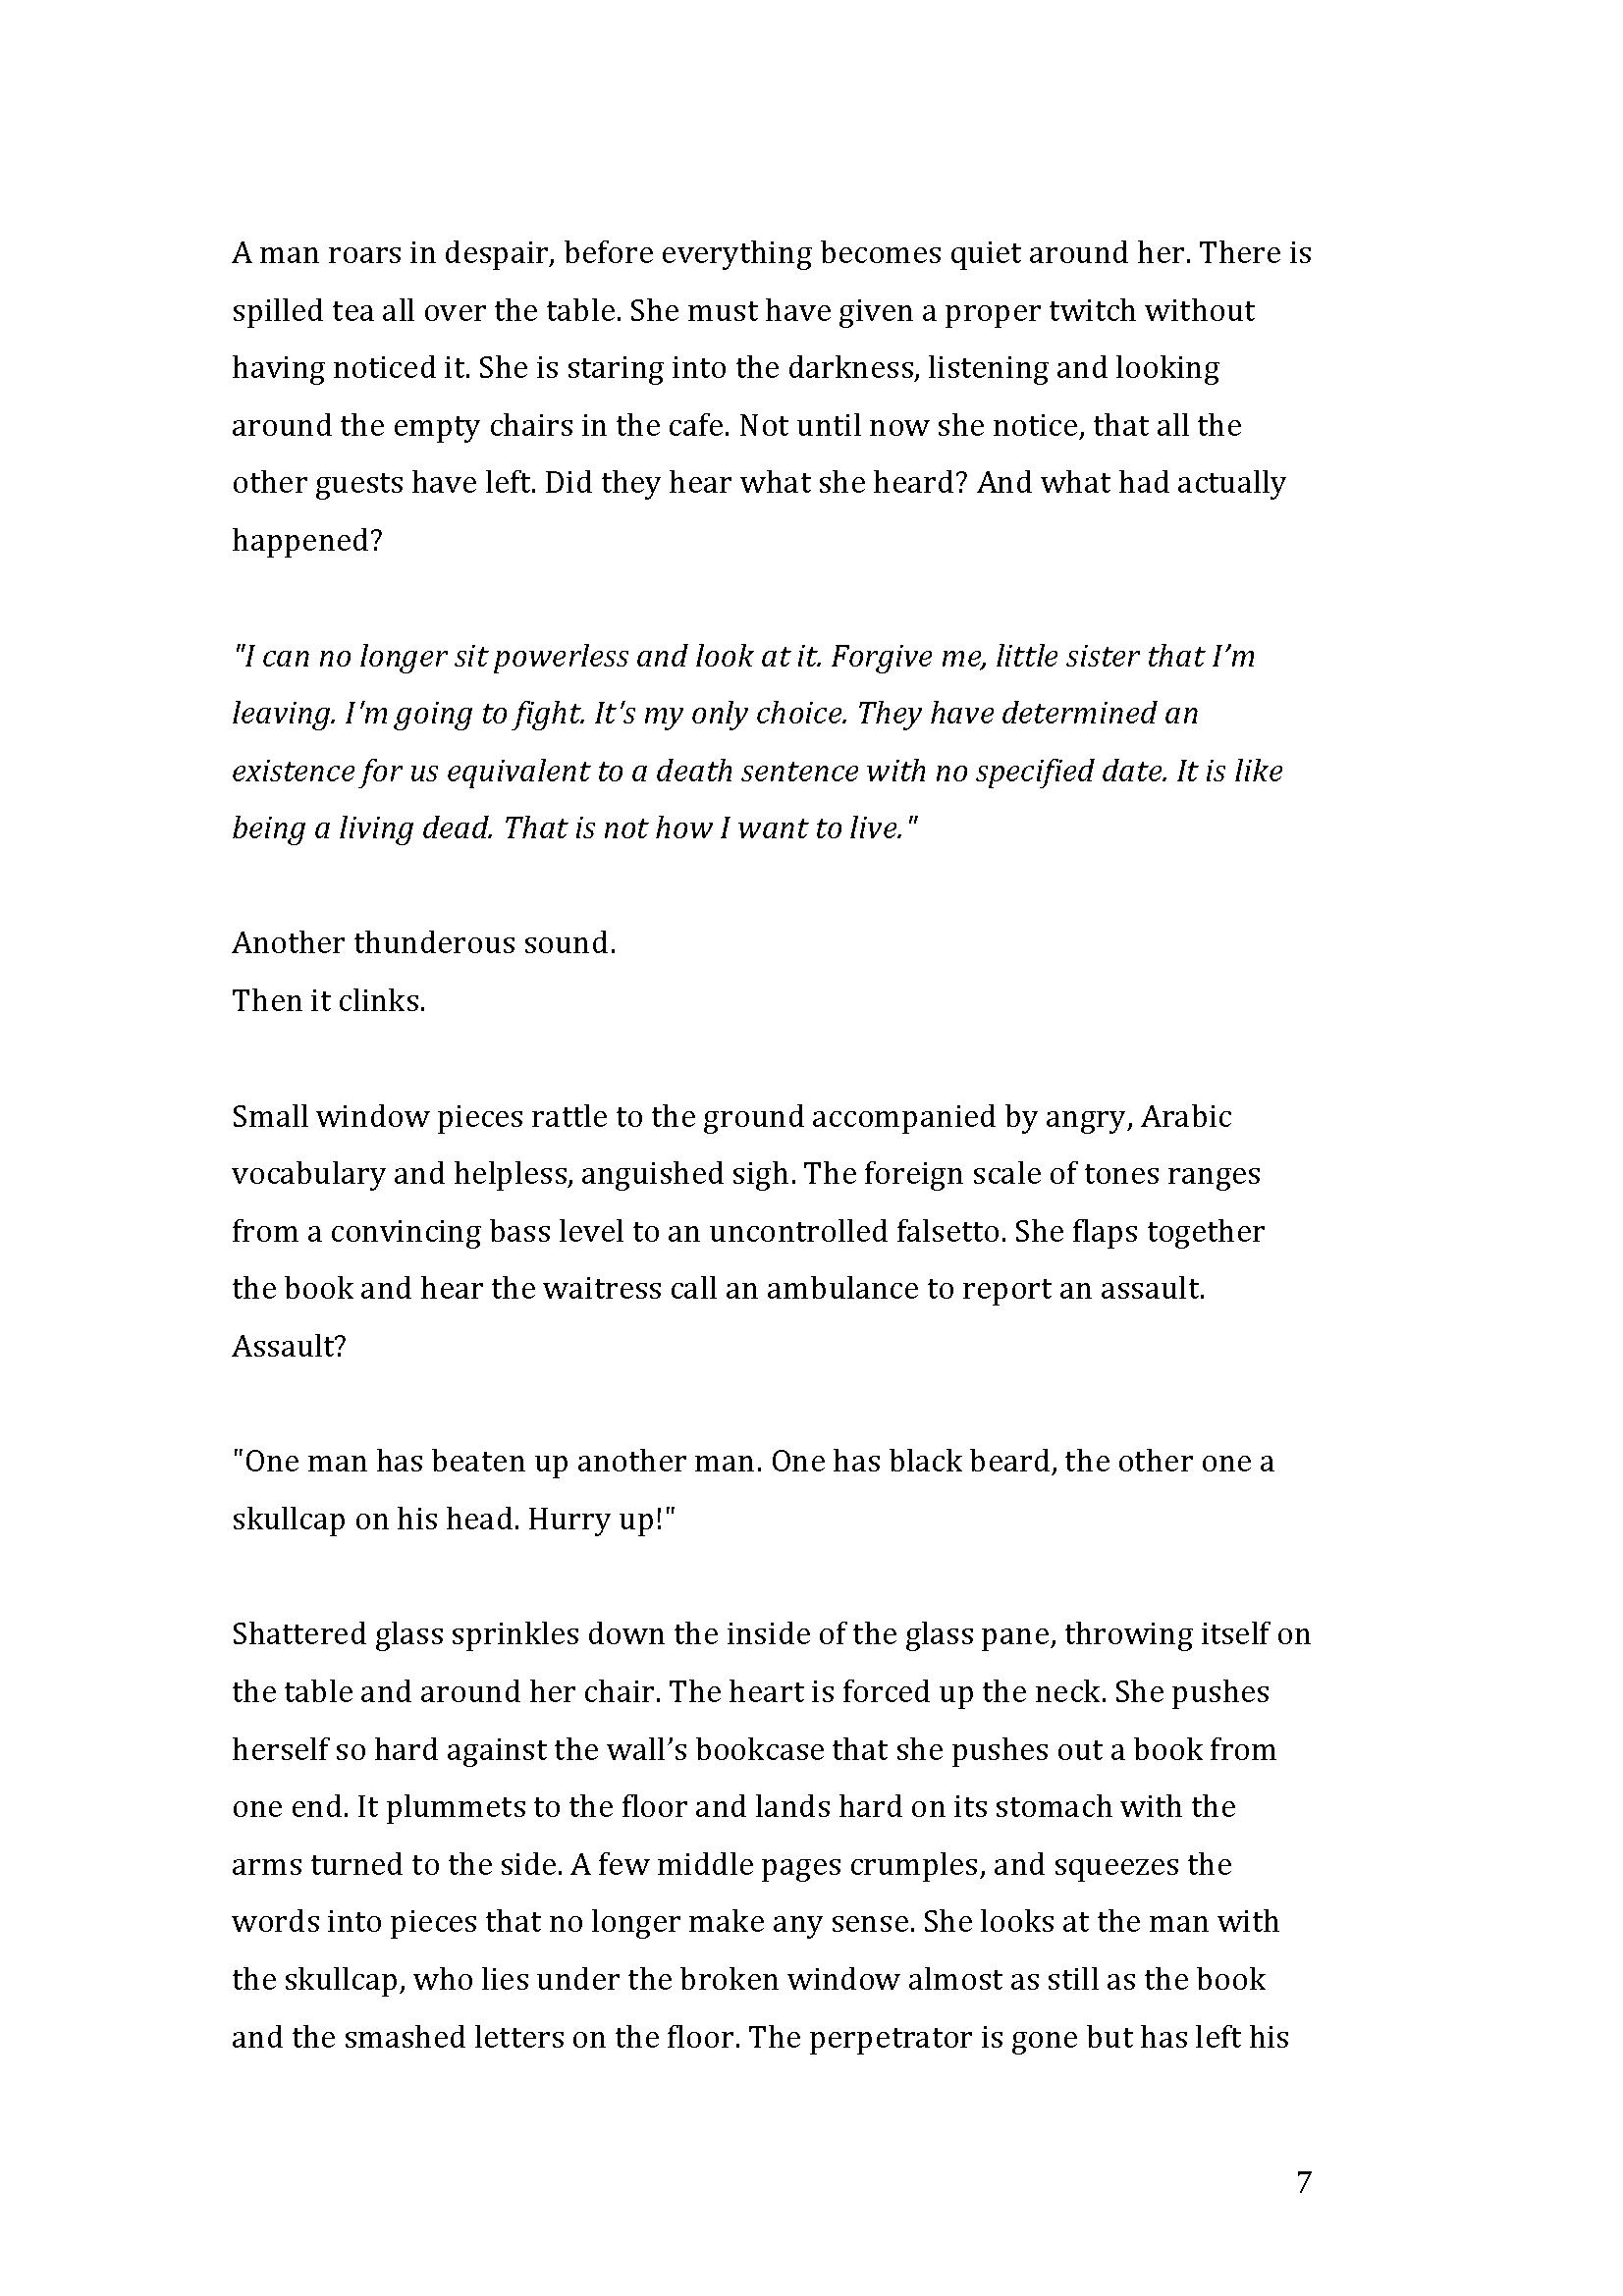 A man roars in despair, before everything becomes quiet around her. There is
spilled tea all over the table. She must have given a proper twitch without
having noticed it. She is staring into the darkness, listening and looking
around the empty chairs in the cafe. Not until now she notice, that all the
other guests have left. Did they hear what she heard? And what had actually
happened?
"I can no longer sit powerless and look at it. Forgive me, little sister that I’m
leaving. I'm going to fight. It's my only choice. They have determined an
existence for us equivalent to a death sentence with no specified date. It is like
being a living dead. That is not how I want to live."
Another thunderous sound.
Then it clinks.
Small window pieces rattle to the ground accompanied by angry, Arabic
vocabulary and helpless, anguished sigh. The foreign scale of tones ranges
from a convincing bass level to an uncontrolled falsetto. She flaps together
the book and hear the waitress call an ambulance to report an assault.
Assault?
"One man has beaten up another man. One has black beard, the other one a
skullcap on his head. Hurry up!"
Shattered glass sprinkles down the inside of the glass pane, throwing itself on
the table and around her chair. The heart is forced up the neck. She pushes
herself so hard against the wall’s bookcase that she pushes out a book from
one end. It plummets to the floor and lands hard on its stomach with the
arms turned to the side. A few middle pages crumples, and squeezes the
words into pieces that no longer make any sense. She looks at the man with
the skullcap, who lies under the broken window almost as still as the book
and the smashed letters on the floor. The perpetrator is gone but has left his
7